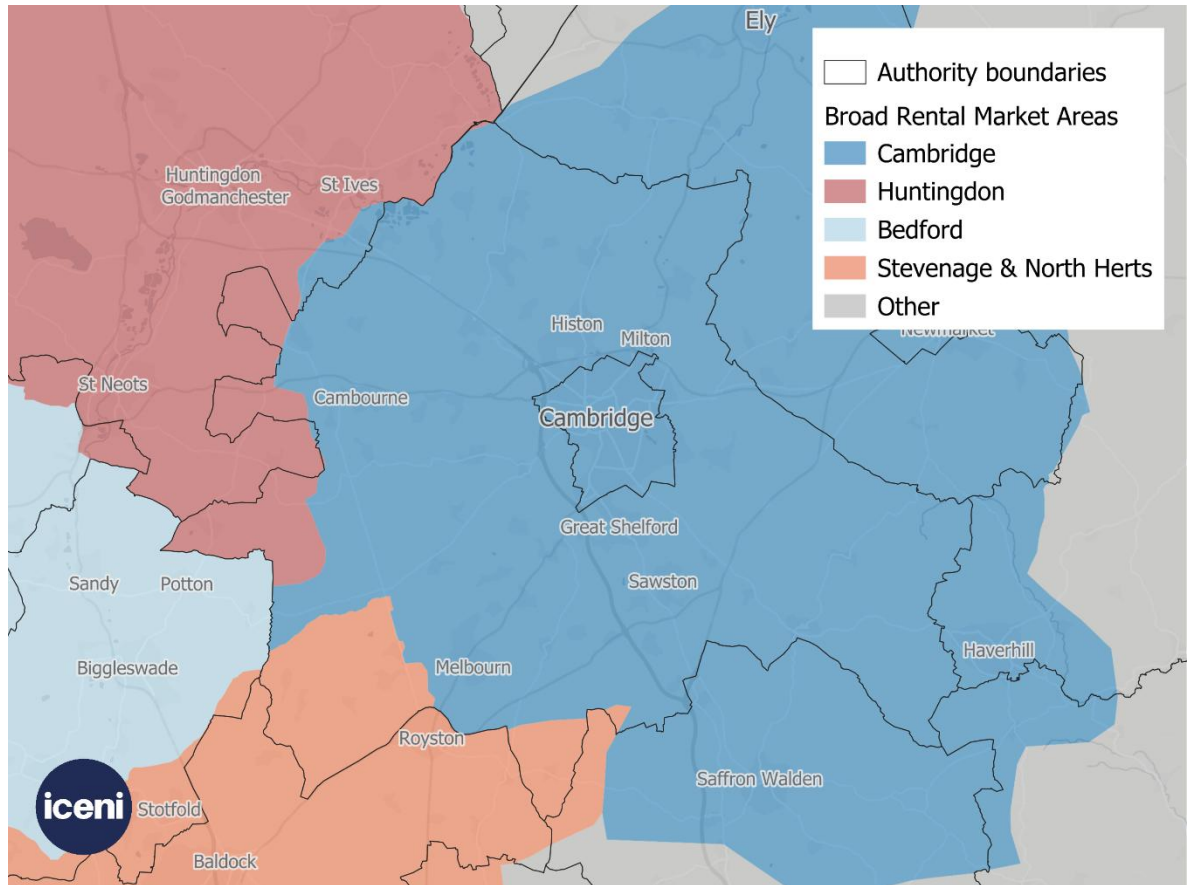 Ely
Authority boundaries
Broad Rental Market Areas
Cambridge
Huntingdon
Bedford
Stevenage & North Herts
Other
Huntingdon
Godmanchester
St Ives
Histon
Milton
Newmarket
St Neots
Cambourne
Cambridge
Great Shelford
Sandy
Potton
Sawston
Biggleswade
Melbourn
Haverhill
Royston
Saffron Walden
iceni
Stotfold
Baldock